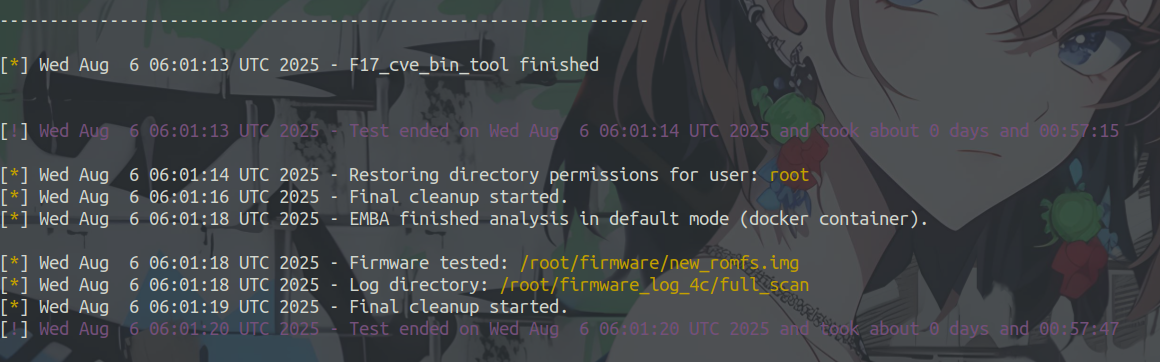 -----------------------------------------------------------------
[*] Wed Aug  6 06:01:13 UTC 2025 - F17_cve_bin_tool finished
[!] Wed Aug  6 06:01:13 UTC 2025 - Test ended on Wed Aug  6 06:01:14 UTC 2025 and took about 0 days and 00:57:15
[*] Wed Aug  6 06:01:14 UTC 2025 - Restoring directory permissions for user: root
[*] Wed Aug  6 06:01:16 UTC 2025 - Final cleanup started.
[*] Wed Aug  6 06:01:18 UTC 2025 - EMBA finished analysis in default mode (docker container).
[*] Wed Aug  6 06:01:18 UTC 2025 - Firmware tested: /root/firmware/new_romfs.img
[*] Wed Aug  6 06:01:18 UTC 2025 - Log directory: /root/firmware_log_4c/full_scan
[*] Wed Aug  6 06:01:19 UTC 2025 - Final cleanup started.
[!] Wed Aug  6 06:01:20 UTC 2025 - Test ended on Wed Aug  6 06:01:20 UTC 2025 and took about 0 days and 00:57:47